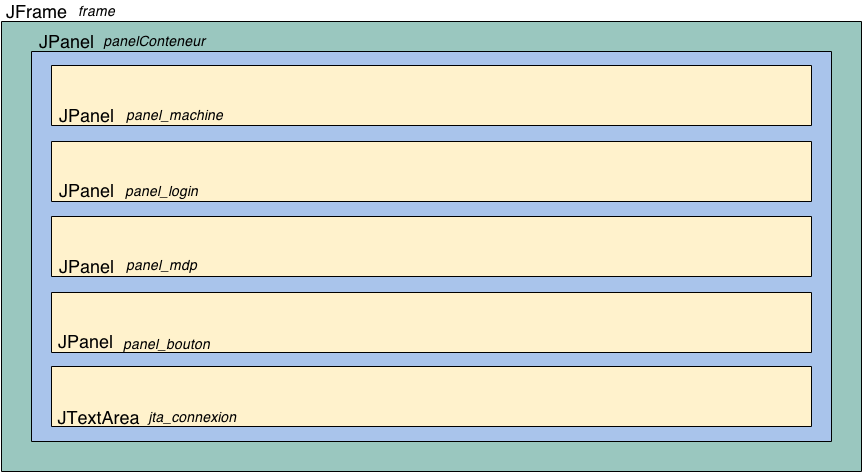 JFrame frame
JPanel panelConteneur
JPanel panel_machine
JPanel panel_login
JPanel panel_mdp
JPanel panel_bouton
JTextArea jta_connexion